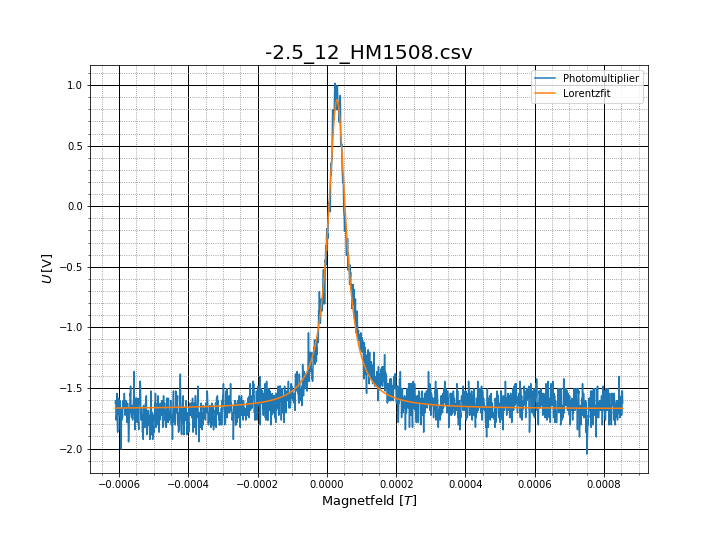 -2.5_12_HM1508.csv
Photomultiplier
Lorentzfit
1.0
0.5
0.0
−0.5
−1.0
−1.5
−2.0
U [V]
−0.0006 −0.0004 −0.0002 0.0000 0.0002 0.0004 0.0006 0.0008
Magnetfeld [T]